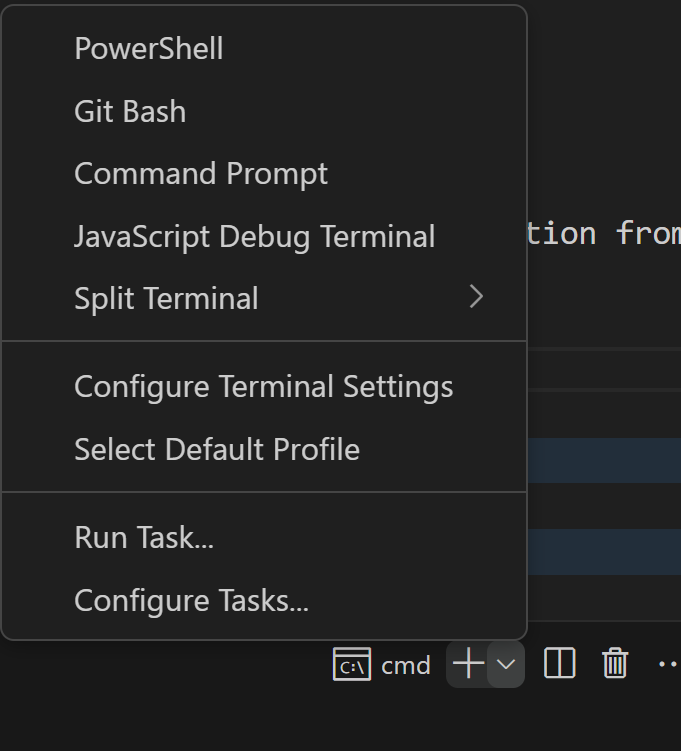 PowerShell
Git Bash
Command Prompt
JavaScript Debug Terminal
tion from
Split Terminal
Configure Terminal Settings
Select Default Profile
Run Task...
Configure Tasks...
C:\ cmd